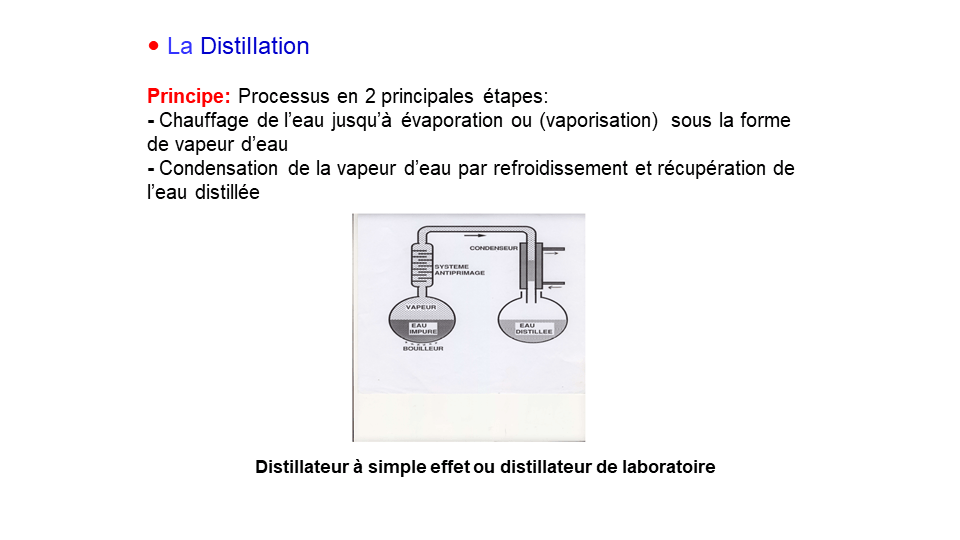 • La Distillation
Principe: Processus en 2 principales étapes:
- Chauffage de l’eau jusqu’à évaporation ou (vaporisation) sous la forme
de vapeur d’eau
- Condensation de la vapeur d’eau par refroidissement et récupération de
l’eau distillée
CONDENSEUR
SYSTEME
ANTIPRIMAGE
VAPEUR
EAU
IMPURE
BOUILLEUR
EAU
DISTILLEE
Distillateur à simple effet ou distillateur de laboratoire